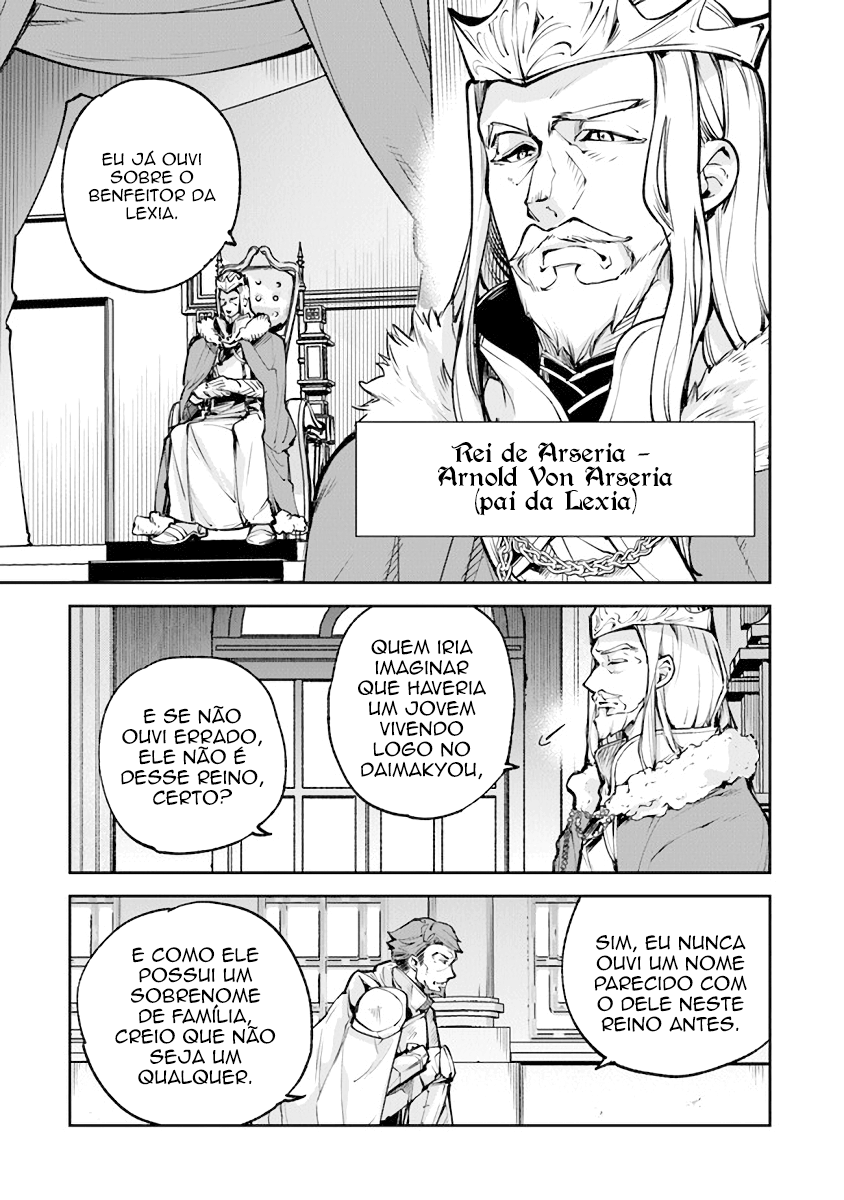 EU JÁ OUVI
SOBRE O
BENFEITOR DA
LEXIA.
Rei de Arseria -
Arnold Von Arseria
(pai da Lexia)
QUEM IRIA
IMAGINAR
QUE HAVERIA
UM JOVEM
VIVENDO
LOGO NO
DAIMAKYOU,
E SE NÃO
OUVI ERRADO,
ELE NÃO É
DESSE REINO,
CERTO?
SIM, EU NUNCA
OUVI UM NOME
PARECIDO COM
O DELE NESTE
REINO ANTES.
E COMO ELE
POSSUI UM
SOBRENOME
DE FAMÍLIA,
CREIO QUE NÃO
SEJA UM
QUALQUER.